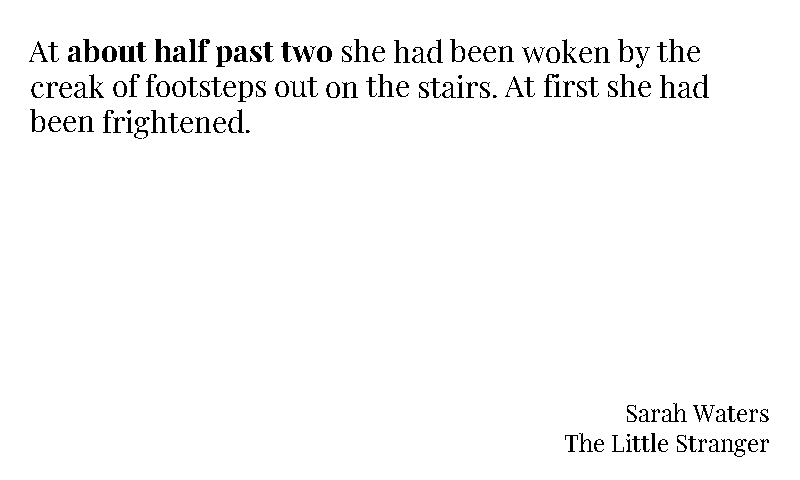 At about half past two she had been woken by the
creak of footsteps out on the stairs. At first she had
been frightened.
Sarah Waters
The Little Stranger